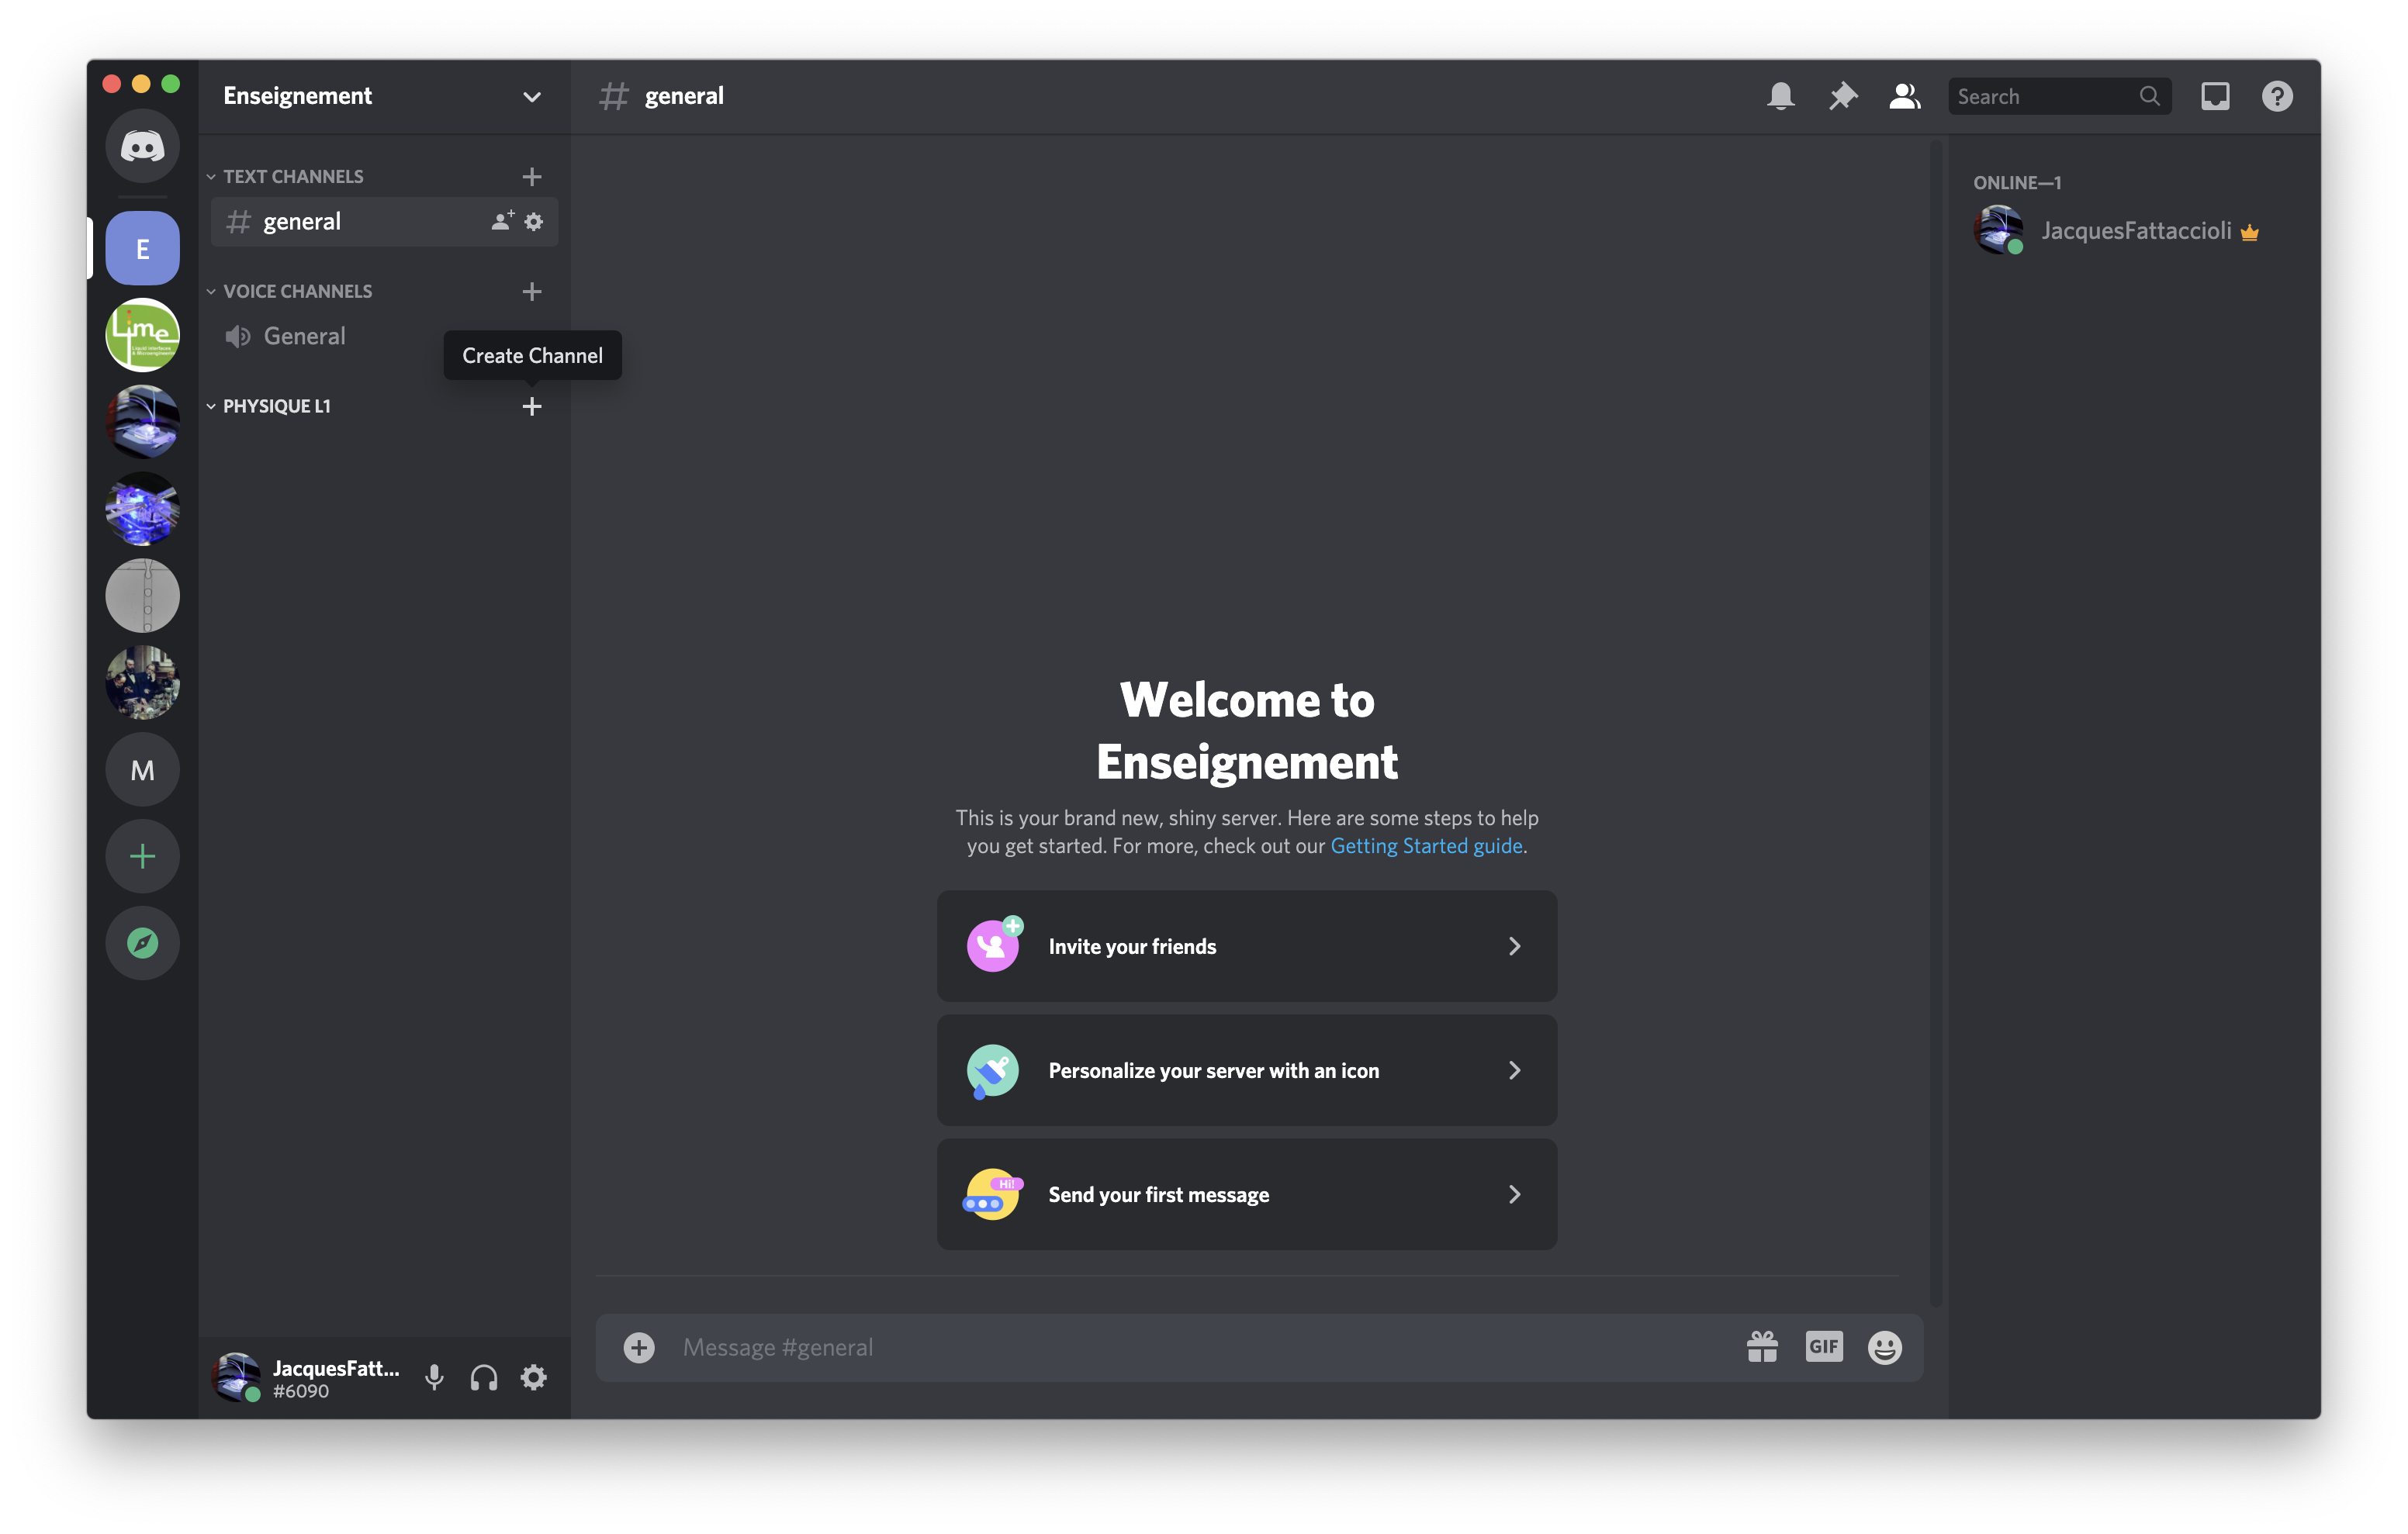 Enseignement
# general
Search
TEXT CHANNELS
# general
VOICE CHANNELS
General
Create Channel
PHYSIQUE L1
E
Lime
M
ONLINE—1
JacquesFattaccioli
Welcome to
Enseignement
This is your brand new, shiny server. Here are some steps to help
you get started. For more, check out our Getting Started guide.
Invite your friends
Personalize your server with an icon
Hi!
Send your first message
Message #general
GIF
JacquesFatt...
#6090